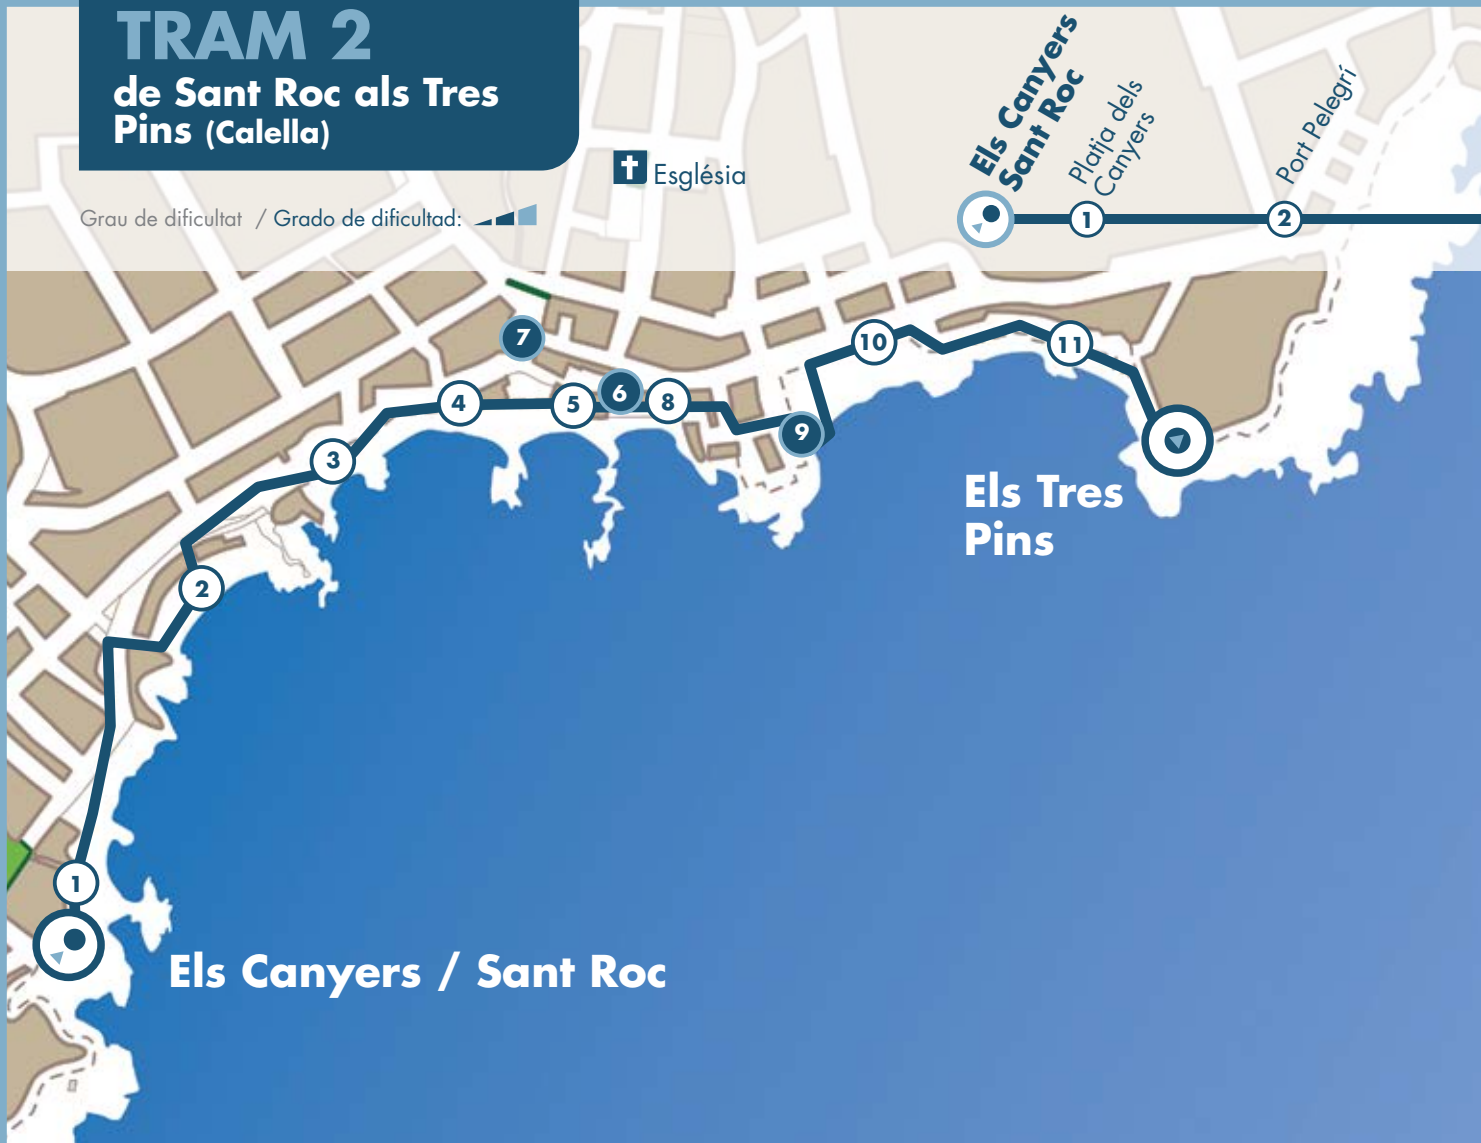 TRAM 2
de Sant Roc als Tres
Pins (Calella)
Grau de dificultat / Grado de dificultad:
Església
Els Canyers
Sant Roc
Platja dels
Canyers
Port Pelegrí
1
2
7
6
4
5
8
10
11
9
3
2
1
Els Tres
Pins
Els Canyers / Sant Roc